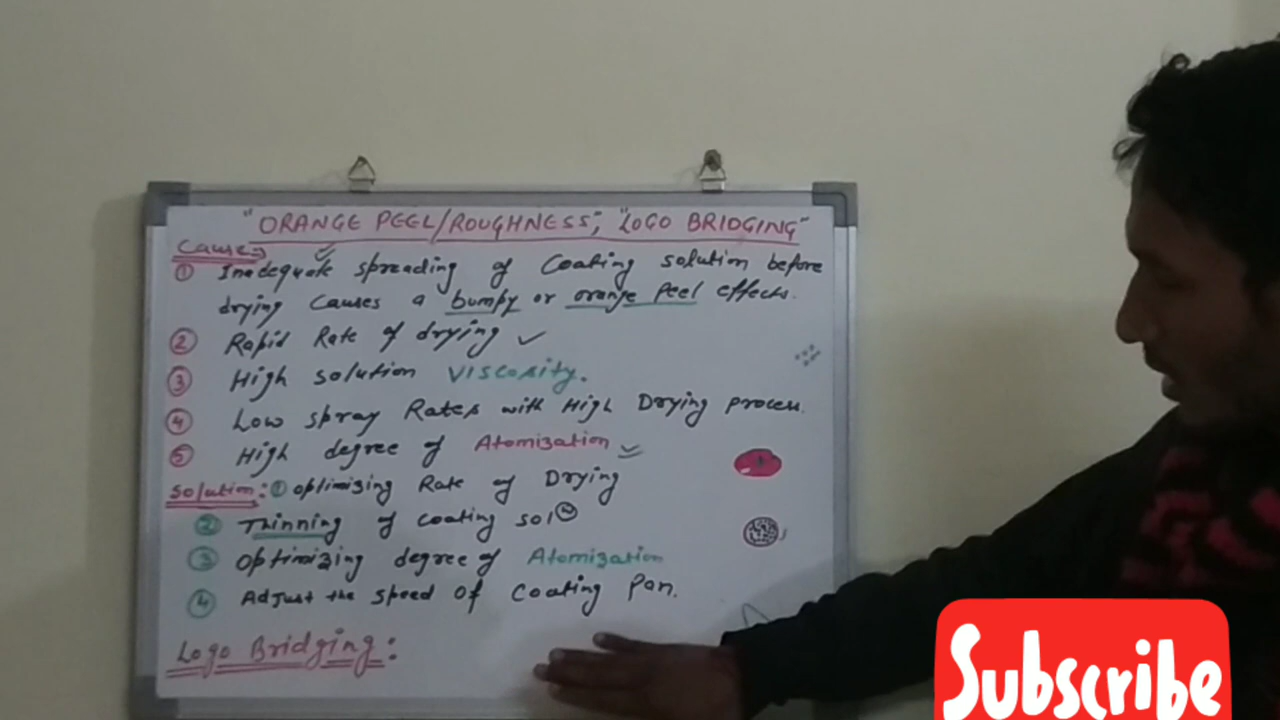 "ORANGE PEEL/ROUGHNESS", "LOGO BRIDGING"
Causes
① Inadequate spreading of Coating solution before
drying Causes a bumpy or orange Peel effects.
② Rapid Rate of drying ✓
③ High solution VISCOSITY.
④ Low spray Rates with High Drying process.
⑤ High degree of Atomization
Solution: ① Optimizing Rate of Drying
② Thinning of Coating solⁿ
③ Optimizing degree of Atomization
④ Adjust the speed of Coating Pan.
Logo Bridging:
Subscribe